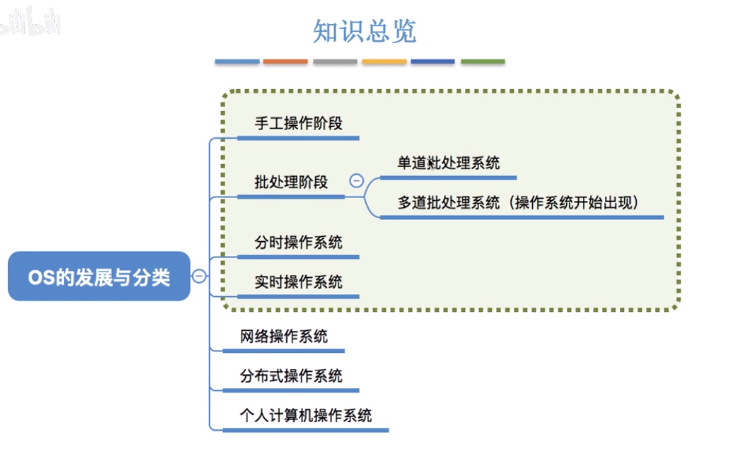 知识总览
手工操作阶段
批处理阶段
单道批处理系统
多道批处理系统（操作系统开始出现）
分时操作系统
实时操作系统
OS的发展与分类
网络操作系统
分布式操作系统
个人计算机操作系统